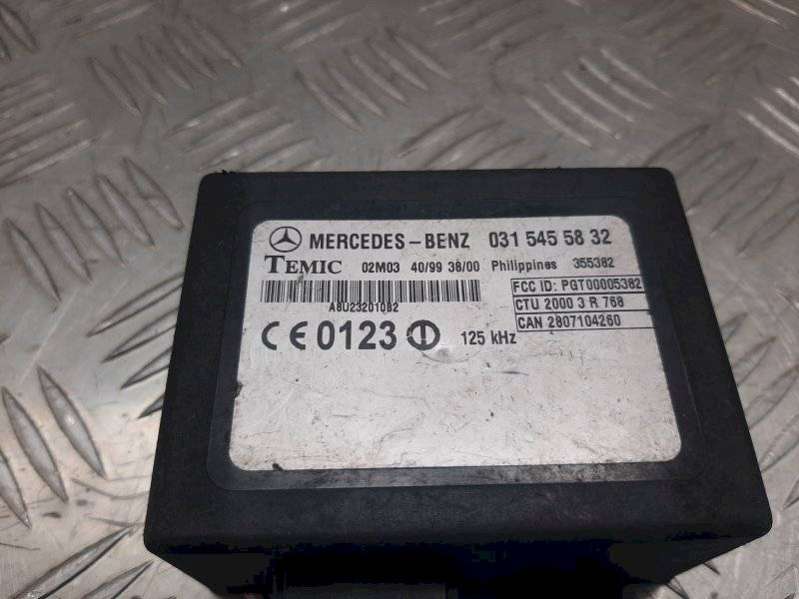 MERCEDES-BENZ 031 545 58 32
TEMIC 02M03 40/99 38/00 Philippines 355382
FCC ID: PGT00005382
CTU 2000 3 R 768
CAN 2807104260
A8U23201082
CE 0123 125 kHz